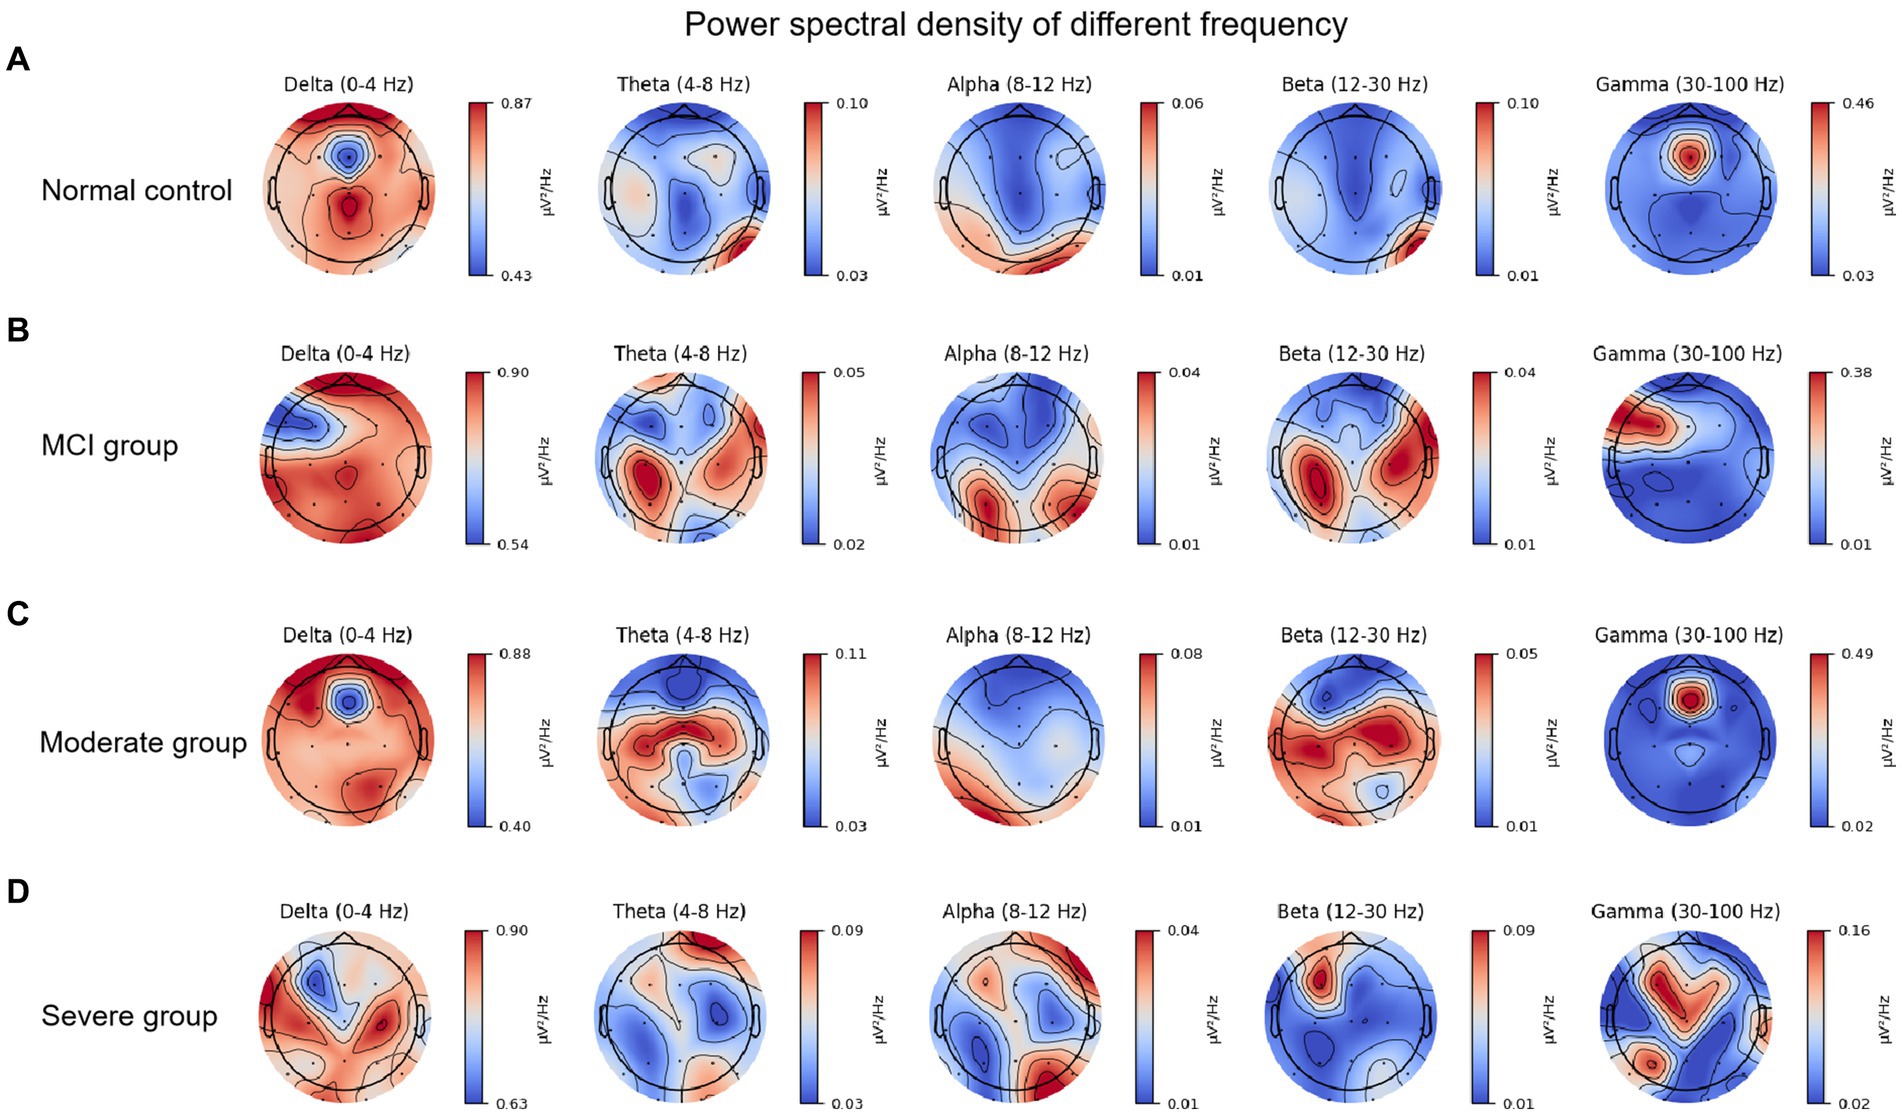 Power spectral density of different frequency
A
Delta (0-4 Hz) Theta (4-8 Hz) Alpha (8-12 Hz) Beta (12-30 Hz) Gamma (30-100 Hz)
0.87 0.10 0.06 0.10 0.46
Normal control
µV²/Hz µV²/Hz µV²/Hz µV²/Hz µV²/Hz
0.43 0.03 0.01 0.01 0.03
B
Delta (0-4 Hz) Theta (4-8 Hz) Alpha (8-12 Hz) Beta (12-30 Hz) Gamma (30-100 Hz)
0.90 0.05 0.04 0.04 0.38
MCI group
µV²/Hz µV²/Hz µV²/Hz µV²/Hz µV²/Hz
0.54 0.02 0.01 0.01 0.01
C
Delta (0-4 Hz) Theta (4-8 Hz) Alpha (8-12 Hz) Beta (12-30 Hz) Gamma (30-100 Hz)
0.88 0.11 0.08 0.05 0.49
Moderate group
µV²/Hz µV²/Hz µV²/Hz µV²/Hz µV²/Hz
0.40 0.03 0.01 0.01 0.02
D
Delta (0-4 Hz) Theta (4-8 Hz) Alpha (8-12 Hz) Beta (12-30 Hz) Gamma (30-100 Hz)
0.90 0.09 0.04 0.09 0.16
Severe group
µV²/Hz µV²/Hz µV²/Hz µV²/Hz µV²/Hz
0.63 0.03 0.01 0.01 0.02